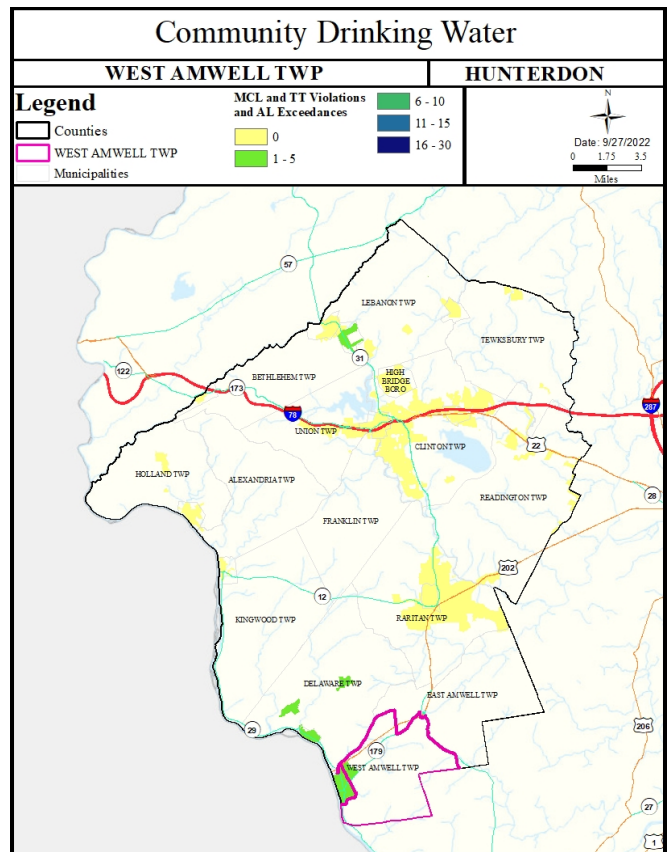 Community Drinking Water
WEST AMWELL TWP
HUNTERDON
Legend
Counties
WEST AMWELL TWP
Municipalities
MCL and TT Violations
and AL Exceedances
0
1 - 5
6 - 10
11 - 15
16 - 30
N
Date: 9/27/2022
0 1.75 3.5
Miles
57
LEBANON TWP
TEWKSBURY TWP
31
122
BETHLEHEM TWP
HIGH
BRIDGE
BORO
173
78
287
UNION TWP
CLINTON TWP
22
HOLLAND TWP
ALEXANDRIA TWP
READINGTON TWP
28
FRANKLIN TWP
202
12
KINGWOOD TWP
RARITAN TWP
DELAWARE TWP
EAST AMWELL TWP
29
206
179
WEST AMWELL TWP
27
1